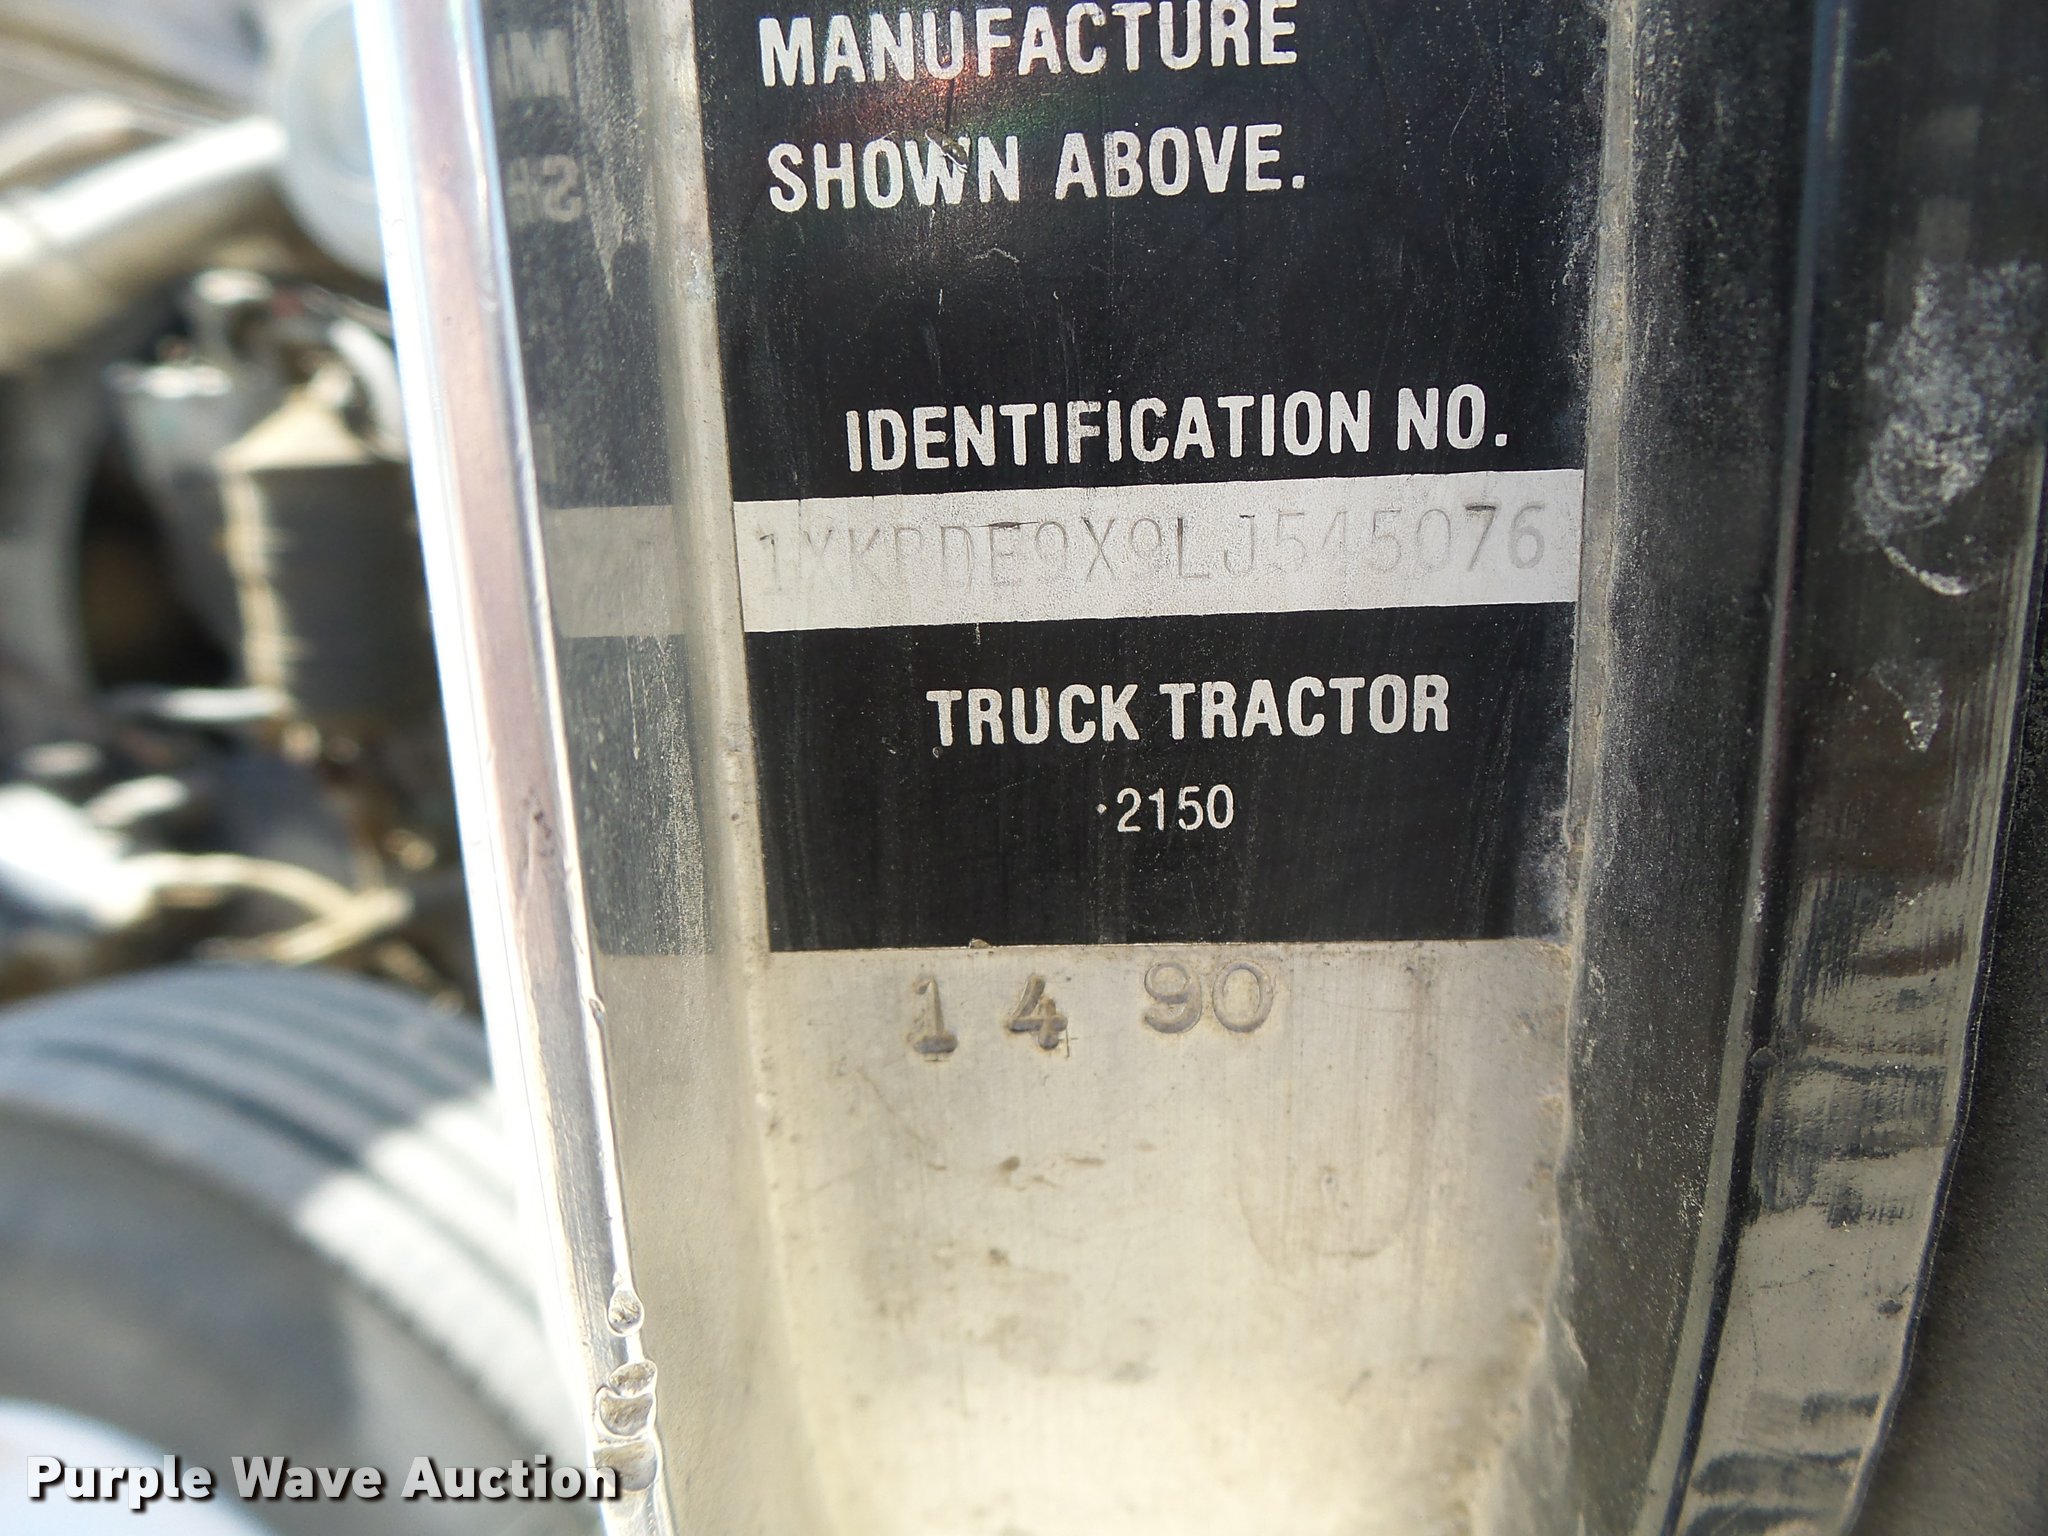 MANUFACTURE
SHOWN ABOVE.
IDENTIFICATION NO.
1XKBDE9X9LJ545076
TRUCK TRACTOR
·2150
1 4 90
Purple Wave Auction